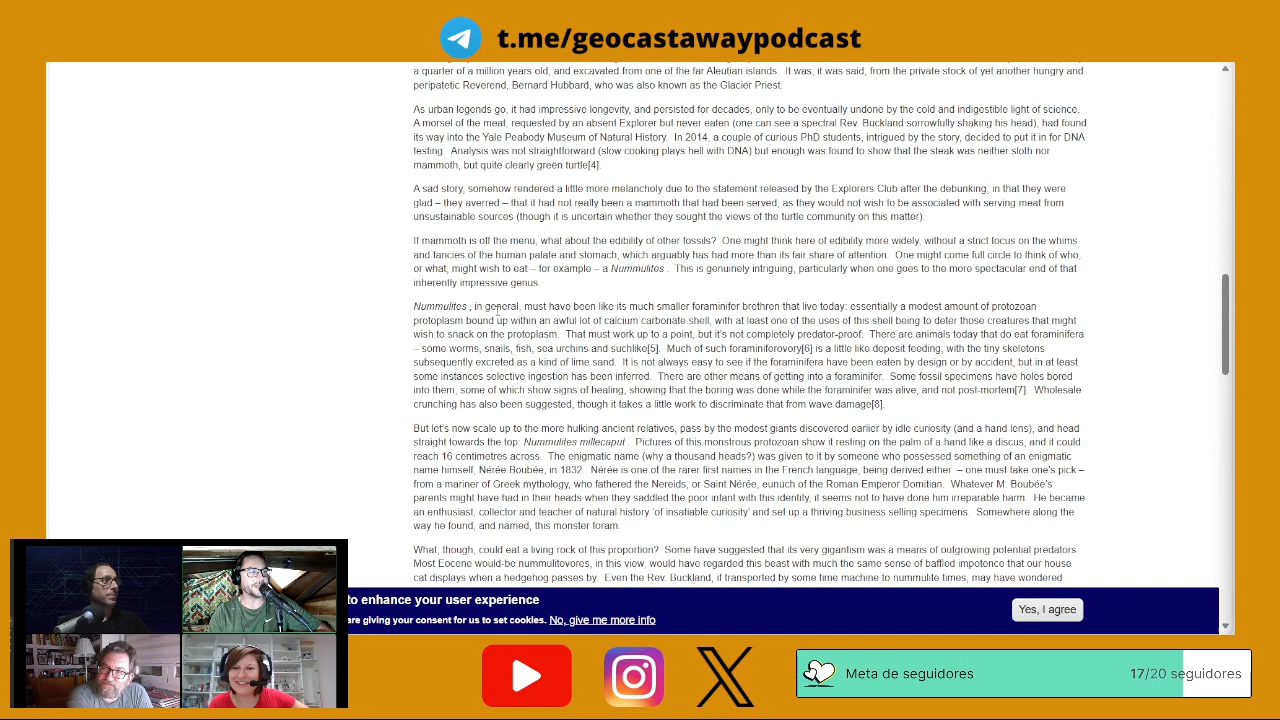 t.me/geocastawaypodcast
a quarter of a million years old, and excavated from one of the far Aleutian islands. It was, it was said, from the private stock of yet another hungry and
peripatetic Reverend, Bernard Hubbard, who was also known as the Glacier Priest.
As urban legends go, it had impressive longevity, and persisted for decades, only to be eventually undone by the cold and indigestible light of science.
A morsel of the meat, requested by an absent Explorer but never eaten (one can see a spectral Rev. Buckland sorrowfully shaking his head), had found
its way into the Yale Peabody Museum of Natural History. In 2014, a couple of curious PhD students, intrigued by the story, decided to put it in for DNA
testing. Analysis was not straightforward (slow cooking plays hell with DNA) but enough was found to show that the steak was neither sloth nor
mammoth, but quite clearly green turtle[4].
A sad story, somehow rendered a little more melancholy due to the statement released by the Explorers Club after the debunking, in that they were
glad – they averred – that it had not really been a mammoth that had been served, as they would not wish to be associated with serving meat from
unsustainable sources (though it is uncertain whether they sought the views of the turtle community on this matter).
If mammoth is off the menu, what about the edibility of other fossils? One might think here of edibility more widely, without a strict focus on the whims
and fancies of the human palate and stomach, which arguably has had more than its fair share of attention. One might come full circle to think of who,
or what, might wish to eat – for example – a Nummulites . This is genuinely intriguing, particularly when one goes to the more spectacular end of that
inherently impressive genus.
Nummulites , in general, must have been like its much smaller foraminifer brethren that live today: essentially a modest amount of protozoan
protoplasm bound up within an awful lot of calcium carbonate shell, with at least one of the uses of this shell being to deter those creatures that might
wish to snack on the protoplasm. That must work up to a point, but it's not completely predator-proof. There are animals today that do eat foraminifera
– some worms, snails, fish, sea urchins and suchlike[5]. Much of such foraminiferovory[6] is a little like deposit feeding, with the tiny skeletons
subsequently excreted as a kind of lime sand. It is not always easy to see if the foraminifera have been eaten by design or by accident, but in at least
some instances selective ingestion has been inferred. There are other means of getting into a foraminifer. Some fossil specimens have holes bored
into them, some of which show signs of healing, showing that the boring was done while the foraminifer was alive, and not post-mortem[7]. Wholesale
crunching has also been suggested, though it takes a little work to discriminate that from wave damage[8].
But let's now scale up to the more hulking ancient relatives, pass by the modest giants discovered earlier by idle curiosity (and a hand lens), and head
straight towards the top: Nummulites millecaput . Pictures of this monstrous protozoan show it resting on the palm of a hand like a discus, and it could
reach 16 centimetres across. The enigmatic name (why a thousand heads?) was given to it by someone who possessed something of an enigmatic
name himself, Nérée Boubée, in 1832. Nérée is one of the rarer first names in the French language, being derived either – one must take one's pick –
from a mariner of Greek mythology, who fathered the Nereids, or Saint Nérée, eunuch of the Roman Emperor Domitian. Whatever M. Boubée's
parents might have had in their heads when they saddled the poor infant with this identity, it seems not to have done him irreparable harm. He became
an enthusiast, collector and teacher of natural history 'of insatiable curiosity' and set up a thriving business selling specimens. Somewhere along the
way he found, and named, this monster foram.
What, though, could eat a living rock of this proportion? Some have suggested that its very gigantism was a means of outgrowing potential predators.
Most Eocene would-be nummulitovores, in this view, would have regarded this beast with much the same sense of baffled impotence that our house
cat displays when a hedgehog passes by. Even the Rev. Buckland, if transported by some time machine to nummulite times, may have wondered
to enhance your user experience
are giving your consent for us to set cookies. No, give me more info
Yes, I agree
Meta de seguidores
17/20 seguidores